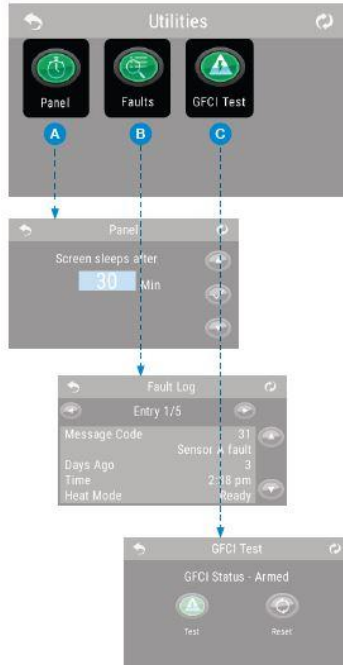 Utilities
Panel Faults GFCI Test
A B C
Panel
Screen sleeps after
30 Min
Fault Log
Entry 1/5
Message Code 31
Sensor A fault
Days Ago 3
Time 2:18 pm
Heat Mode Ready
GFCI Test
GFCI Status - Armed
Test Reset